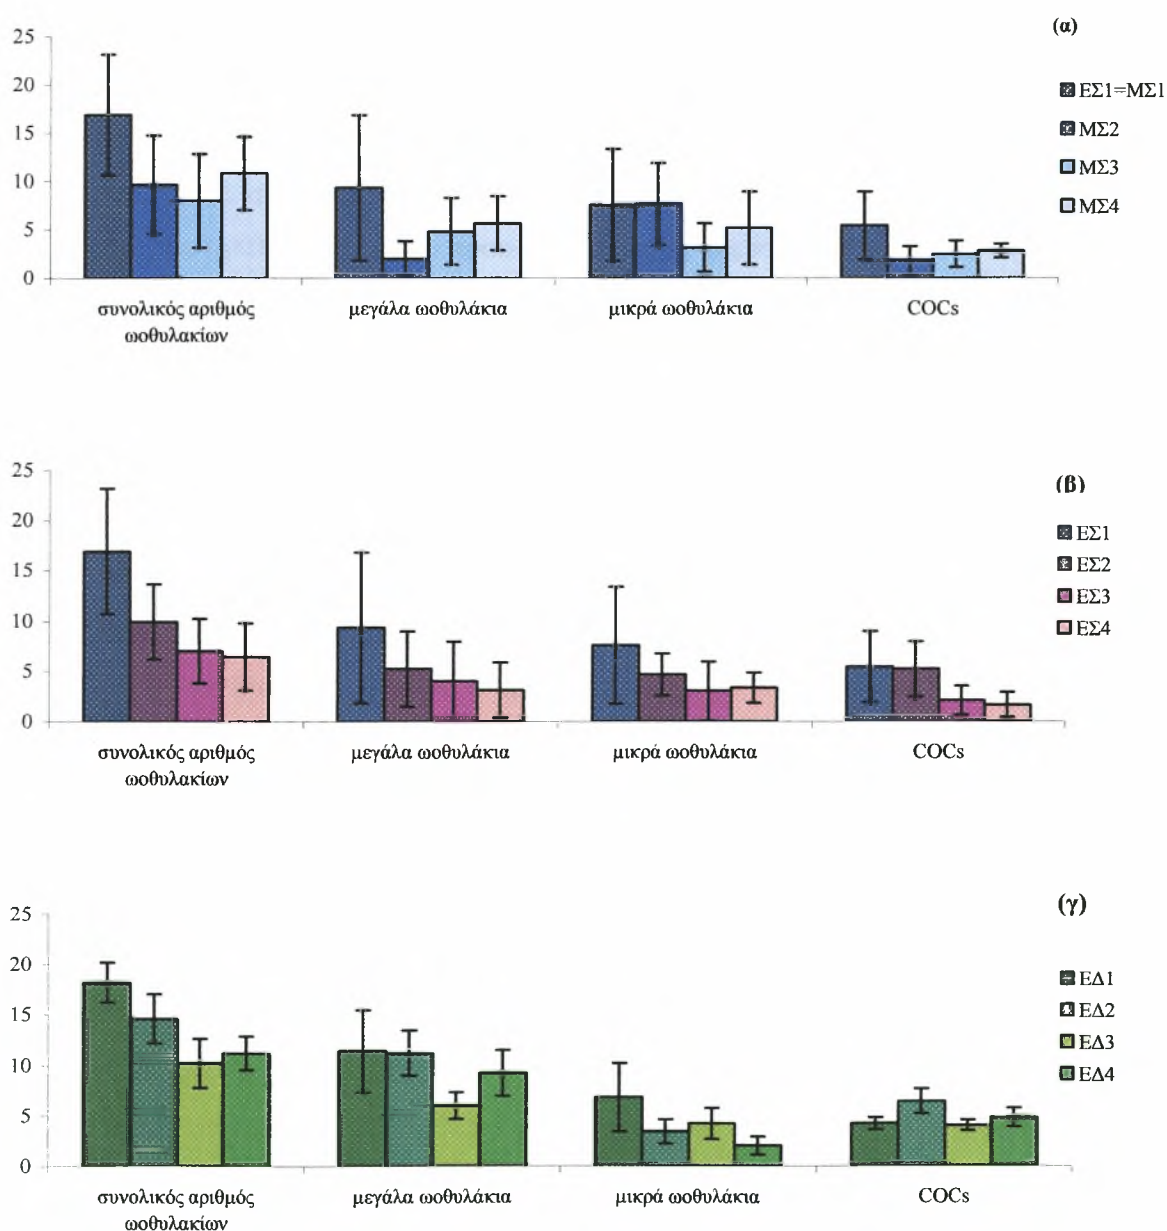 (α)
25
20
15
10
5
0
ΕΣ1=ΜΣ1
ΜΣ2
ΜΣ3
ΜΣ4
συνολικός αριθμός
ωοθυλακίων
μεγάλα ωοθυλάκια
μικρά ωοθυλάκια
COCs
(β)
25
20
15
10
5
0
ΕΣ1
ΕΣ2
ΕΣ3
ΕΣ4
συνολικός αριθμός
ωοθυλακίων
μεγάλα ωοθυλάκια
μικρά ωοθυλάκια
COCs
(γ)
25
20
15
10
5
0
ΕΔ1
ΕΔ2
ΕΔ3
ΕΔ4
συνολικός αριθμός
ωοθυλακίων
μεγάλα ωοθυλάκια
μικρά ωοθυλάκια
COCs